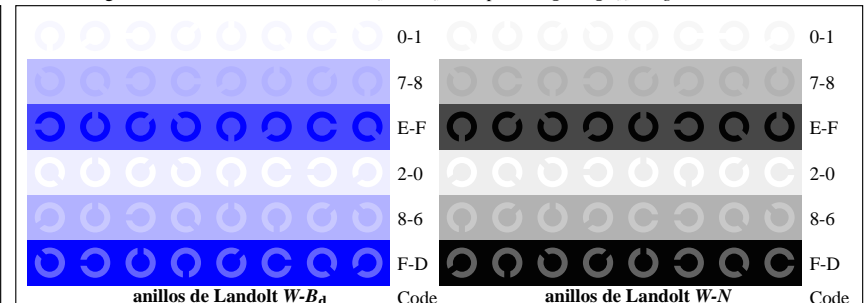 0-1 0-1
7-8 7-8
E-F E-F
2-0 2-0
8-6 8-6
F-D F-D
anillos de Landolt W-Bd Code anillos de Landolt W-N Code